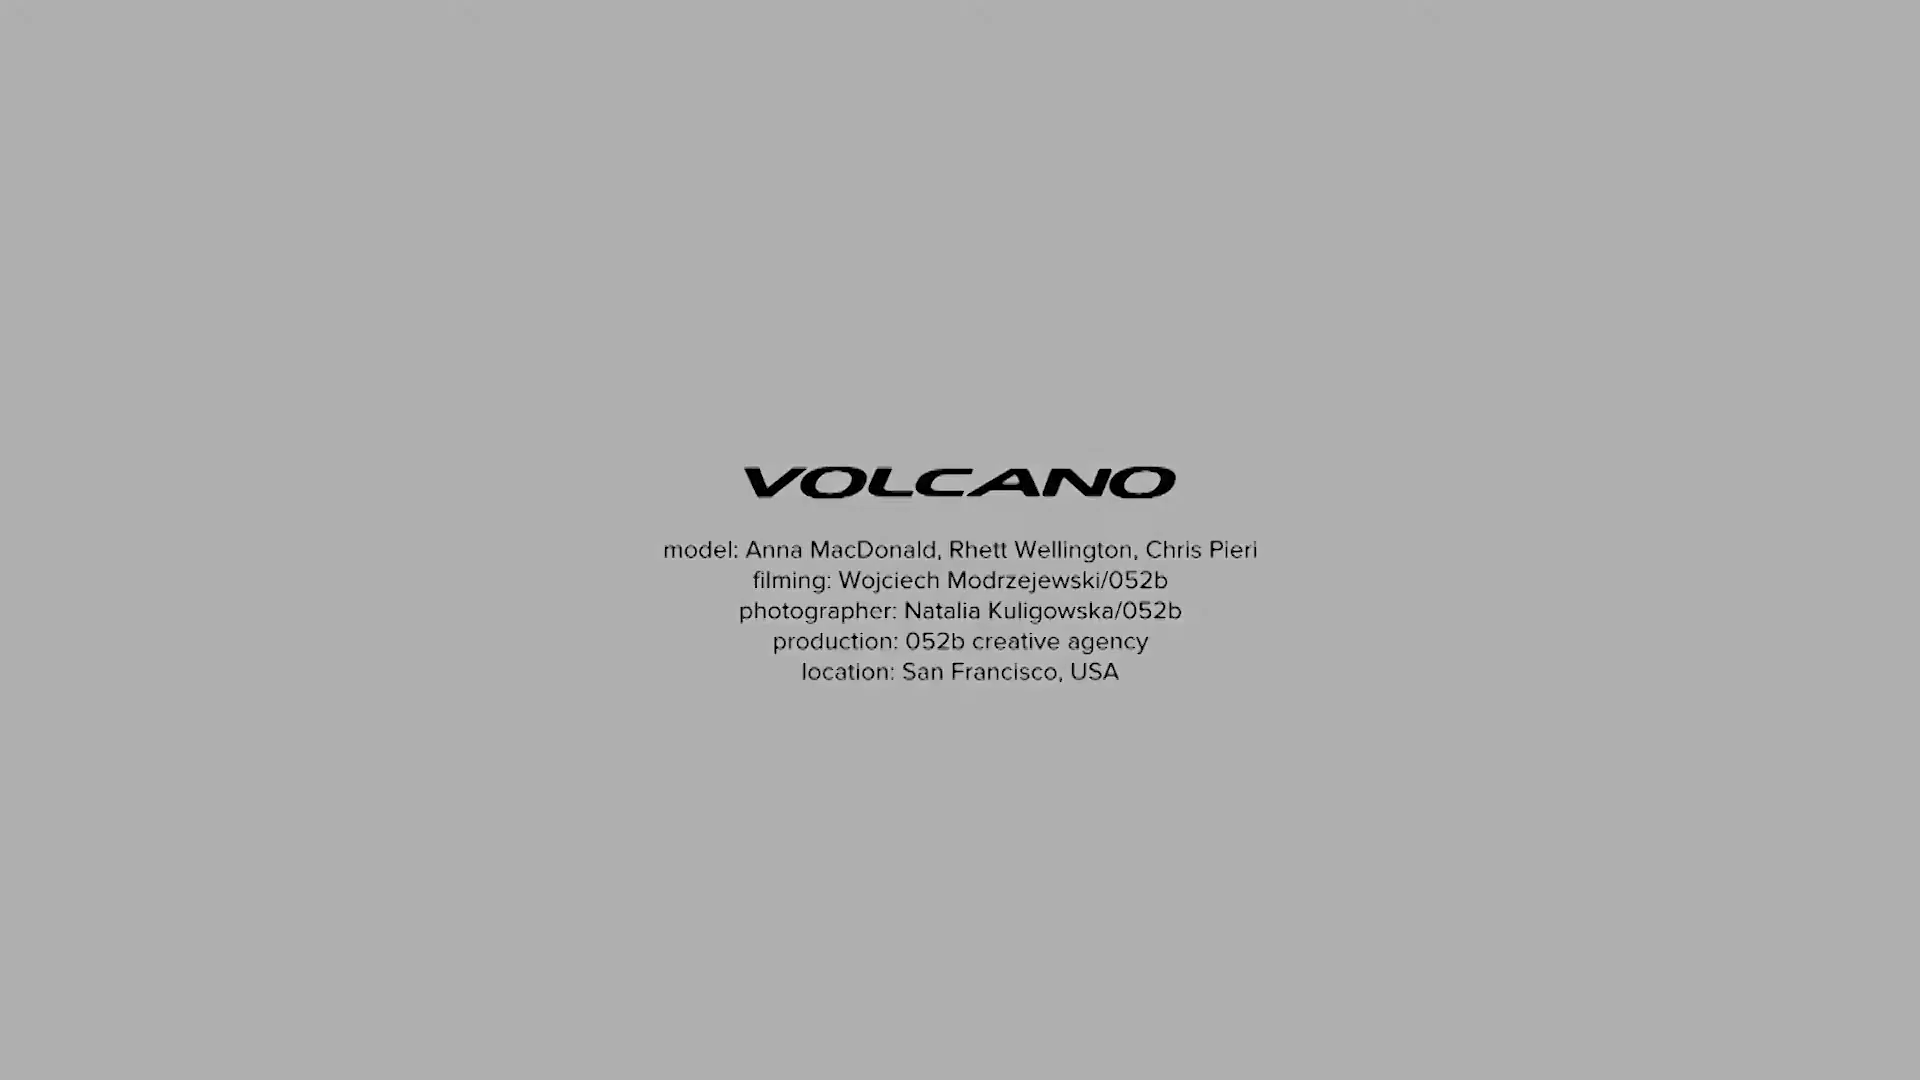 VOLCANO
model: Anna MacDonald, Rhett Wellington, Chris Pieri
filming: Wojciech Modrzejewski/052b
photographer: Natalia Kuligowska/052b
production: 052b creative agency
location: San Francisco, USA